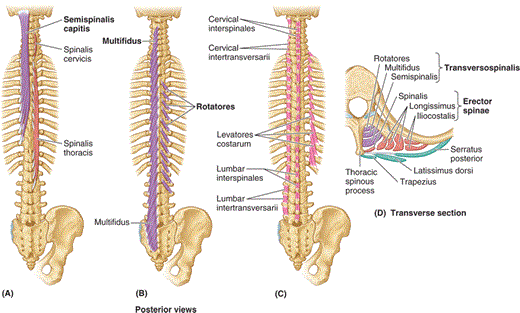 Semispinalis
capitis
Spinalis
cervicis
Spinalis
thoracis
(A)
Multifidus
Rotatores
Multifidus
(B)
Posterior views
Cervical
interspinales
Cervical
intertransversarii
Levatores
costarum
Lumbar
interspinales
Lumbar
intertransversarii
(C)
Rotatores
Multifidus
Semispinalis
Transversospinalis
Spinalis
Longissimus
Iliocostalis
Erector
spinae
Serratus
posterior
Latissimus dorsi
Trapezius
Thoracic
spinous
process
(D) Transverse section